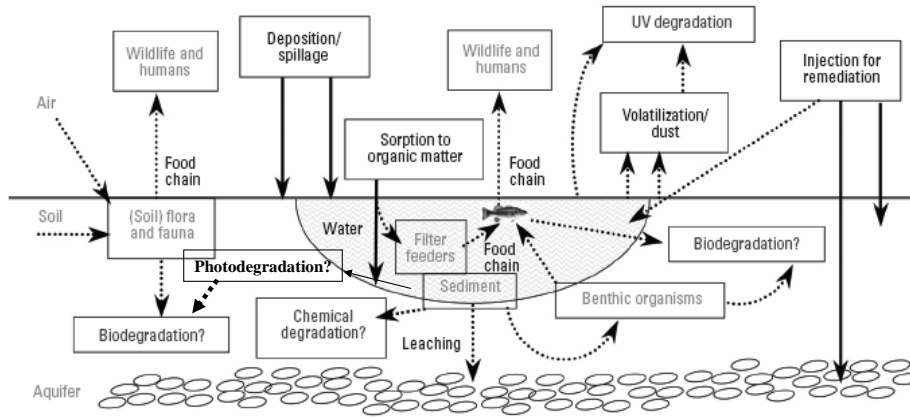 UV degradation
Wildlife and
humans
Deposition/
spillage
Wildlife and
humans
Injection for
remediation
Air
Volatilization/
dust
Sorption to
organic matter
Food
chain
Food
chain
Soil
(Soil) flora
and fauna
Water
Filter
feeders
Food
chain
Biodegradation?
Photodegradation?
Sediment
Benthic organisms
Chemical
degradation?
Biodegradation?
Leaching
Aquifer